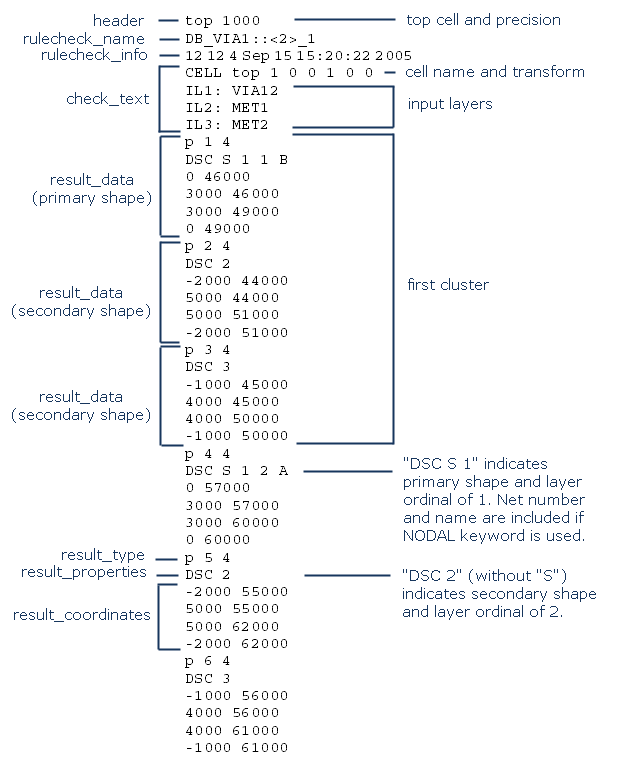 header top 1000 top cell and precision
rulecheck_name DB_VIA1::<2>_1
rulecheck_info 12 12 4 Sep 15 15:20:22 2005
CELL top 1 0 0 1 0 0 cell name and transform
check_text IL1: VIA12
IL2: MET1 input layers
IL3: MET2
p 1 4
DSC S 1 1 B
result_data 0 46000
(primary shape) 3000 46000
3000 49000
0 49000
p 2 4
DSC 2
-2000 44000 first cluster
result_data 5000 44000
(secondary shape) 5000 51000
-2000 51000
p 3 4
DSC 3
-1000 45000
result_data 4000 45000
(secondary shape) 4000 50000
-1000 50000
p 4 4
DSC S 1 2 A "DSC S 1" indicates
0 57000 primary shape and layer
3000 57000 ordinal of 1. Net number
3000 60000 and name are included if
0 60000 NODAL keyword is used.
result_type p 5 4
result_properties DSC 2 "DSC 2" (without "S")
-2000 55000 indicates secondary shape
result_coordinates 5000 55000 and layer ordinal of 2.
5000 62000
-2000 62000
p 6 4
DSC 3
-1000 56000
4000 56000
4000 61000
-1000 61000